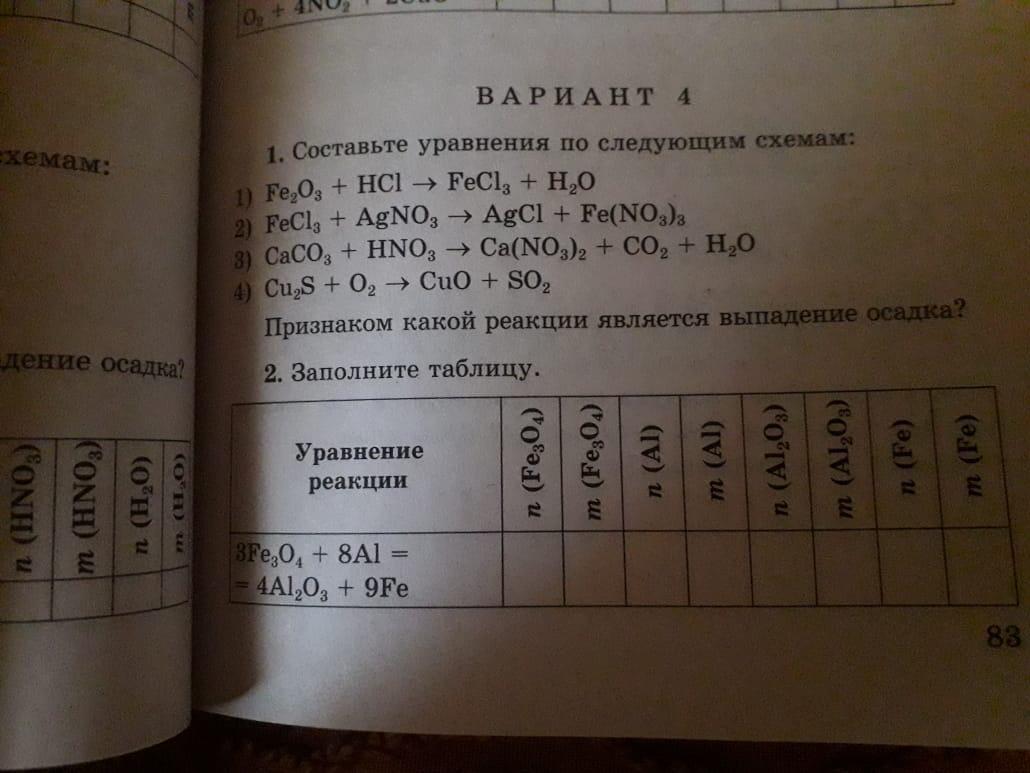 O₂ + 4NO₂ +
схемам:
дение осадка?
n (HNO₃) m (HNO₃) n (H₂O) m (H₂O)
ВАРИАНТ 4
1. Составьте уравнения по следующим схемам:
1) Fe₂O₃ + HCl → FeCl₃ + H₂O
2) FeCl₃ + AgNO₃ → AgCl + Fe(NO₃)₃
3) CaCO₃ + HNO₃ → Ca(NO₃)₂ + CO₂ + H₂O
4) Cu₂S + O₂ → CuO + SO₂
Признаком какой реакции является выпадение осадка?
2. Заполните таблицу.
Уравнение
реакции
n (Fe₃O₄) m (Fe₃O₄) n (Al) m (Al) n (Al₂O₃) m (Al₂O₃) n (Fe) m (Fe)
3Fe₃O₄ + 8Al =
= 4Al₂O₃ + 9Fe
83